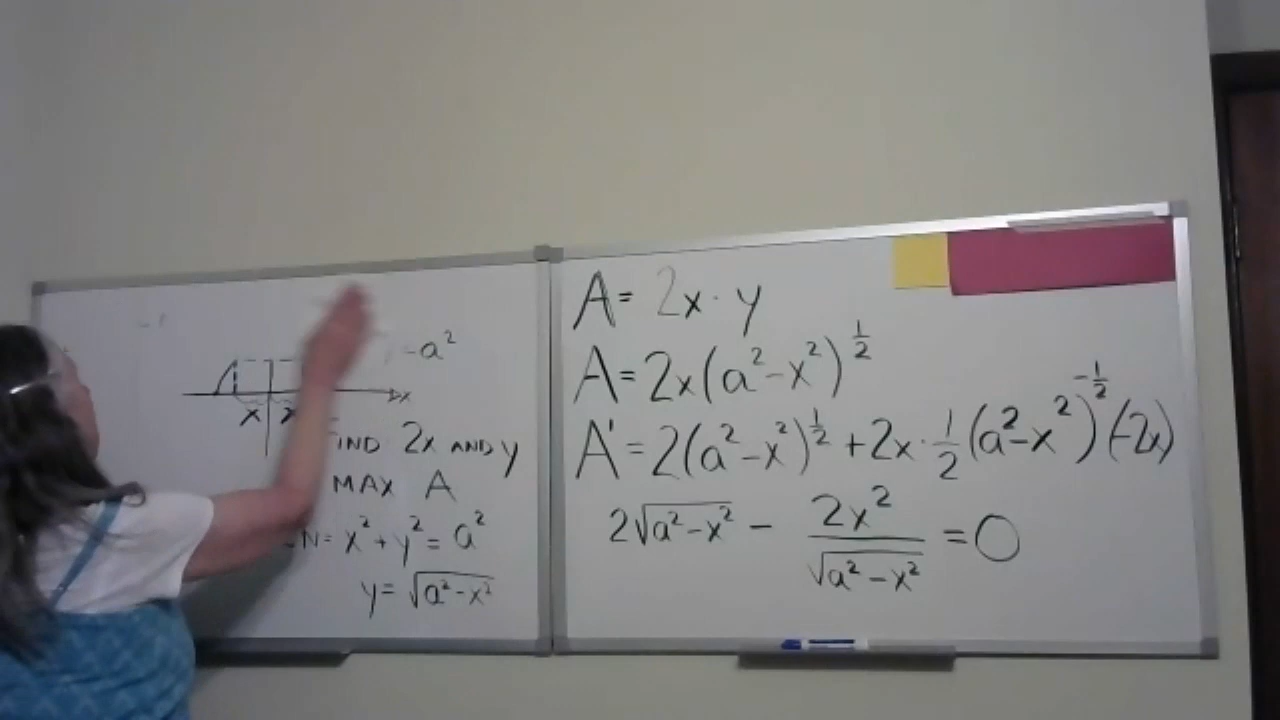 -a²
x
x
FIND 2x AND y
MAX A
x² + y² = a²
y = √a² - x²
A = 2x · y
A = 2x(a² - x²)^½
A' = 2(a² - x²)^½ + 2x · ½(a² - x²)^-½ (-2x)
2√a² - x² - 2x²/√a² - x² = 0